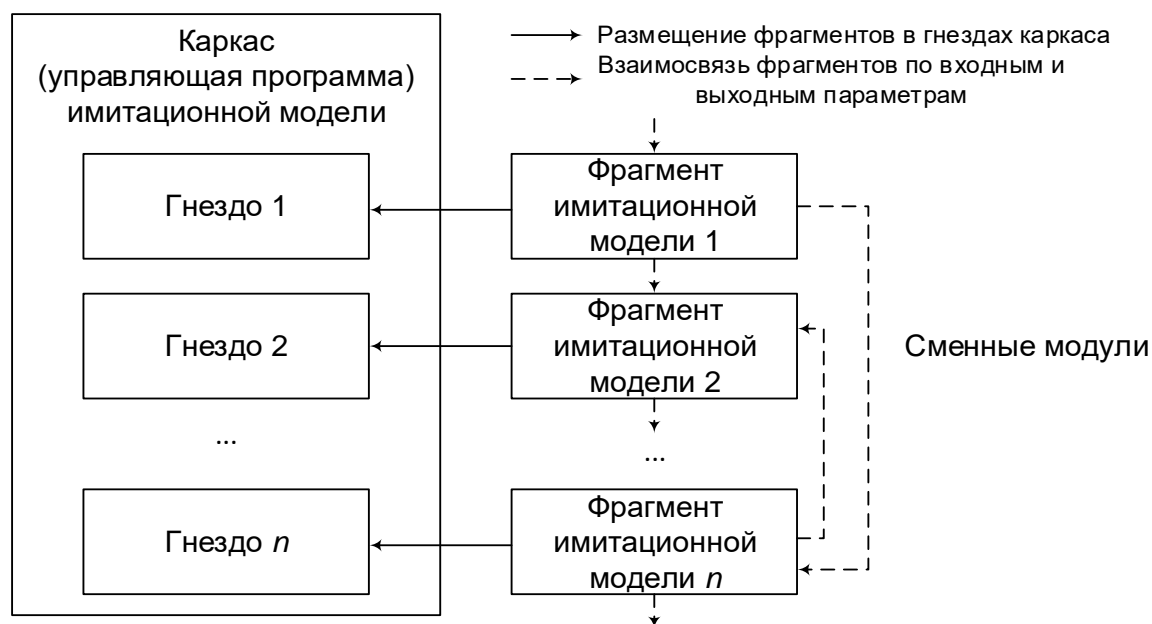 Каркас
(управляющая программа)
имитационной модели
Размещение фрагментов в гнездах каркаса
Взаимосвязь фрагментов по входным и
выходным параметрам
Гнездо 1
Фрагмент
имитационной
модели 1
Гнездо 2
Фрагмент
имитационной
модели 2
Сменные модули
...
...
Гнездо n
Фрагмент
имитационной
модели n